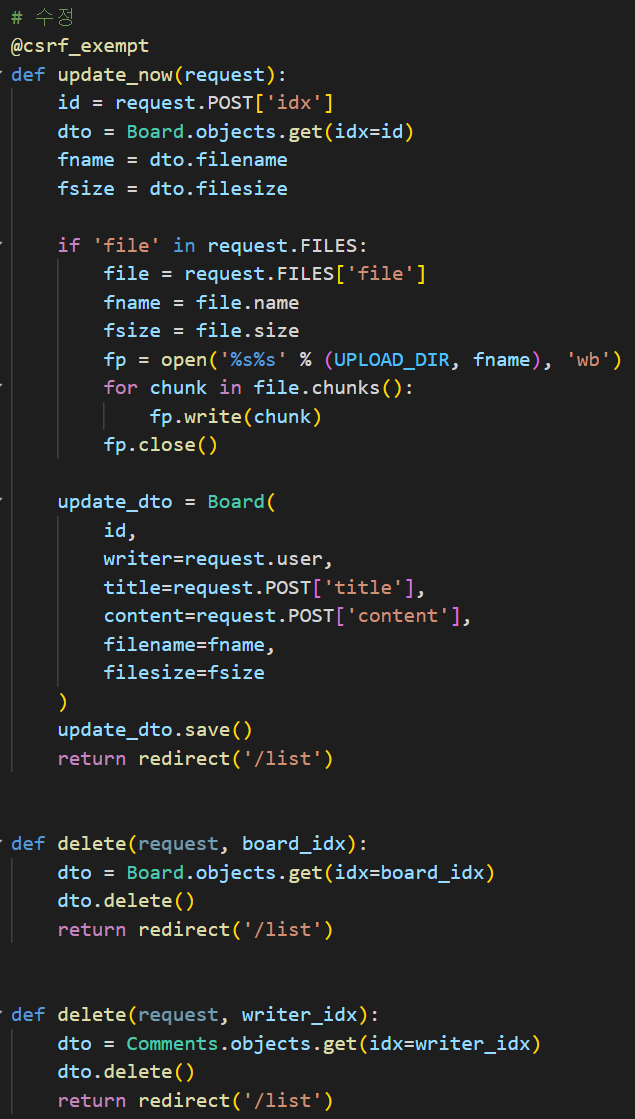 # 수정
@csrf_exempt
def update_now(request):
    id = request.POST['idx']
    dto = Board.objects.get(idx=id)
    fname = dto.filename
    fsize = dto.filesize

    if 'file' in request.FILES:
        file = request.FILES['file']
        fname = file.name
        fsize = file.size
        fp = open('%s%s' % (UPLOAD_DIR, fname), 'wb')
        for chunk in file.chunks():
            fp.write(chunk)
        fp.close()

    update_dto = Board(
        id,
        writer=request.user,
        title=request.POST['title'],
        content=request.POST['content'],
        filename=fname,
        filesize=fsize
    )
    update_dto.save()
    return redirect('/list')


def delete(request, board_idx):
    dto = Board.objects.get(idx=board_idx)
    dto.delete()
    return redirect('/list')


def delete(request, writer_idx):
    dto = Comments.objects.get(idx=writer_idx)
    dto.delete()
    return redirect('/list')